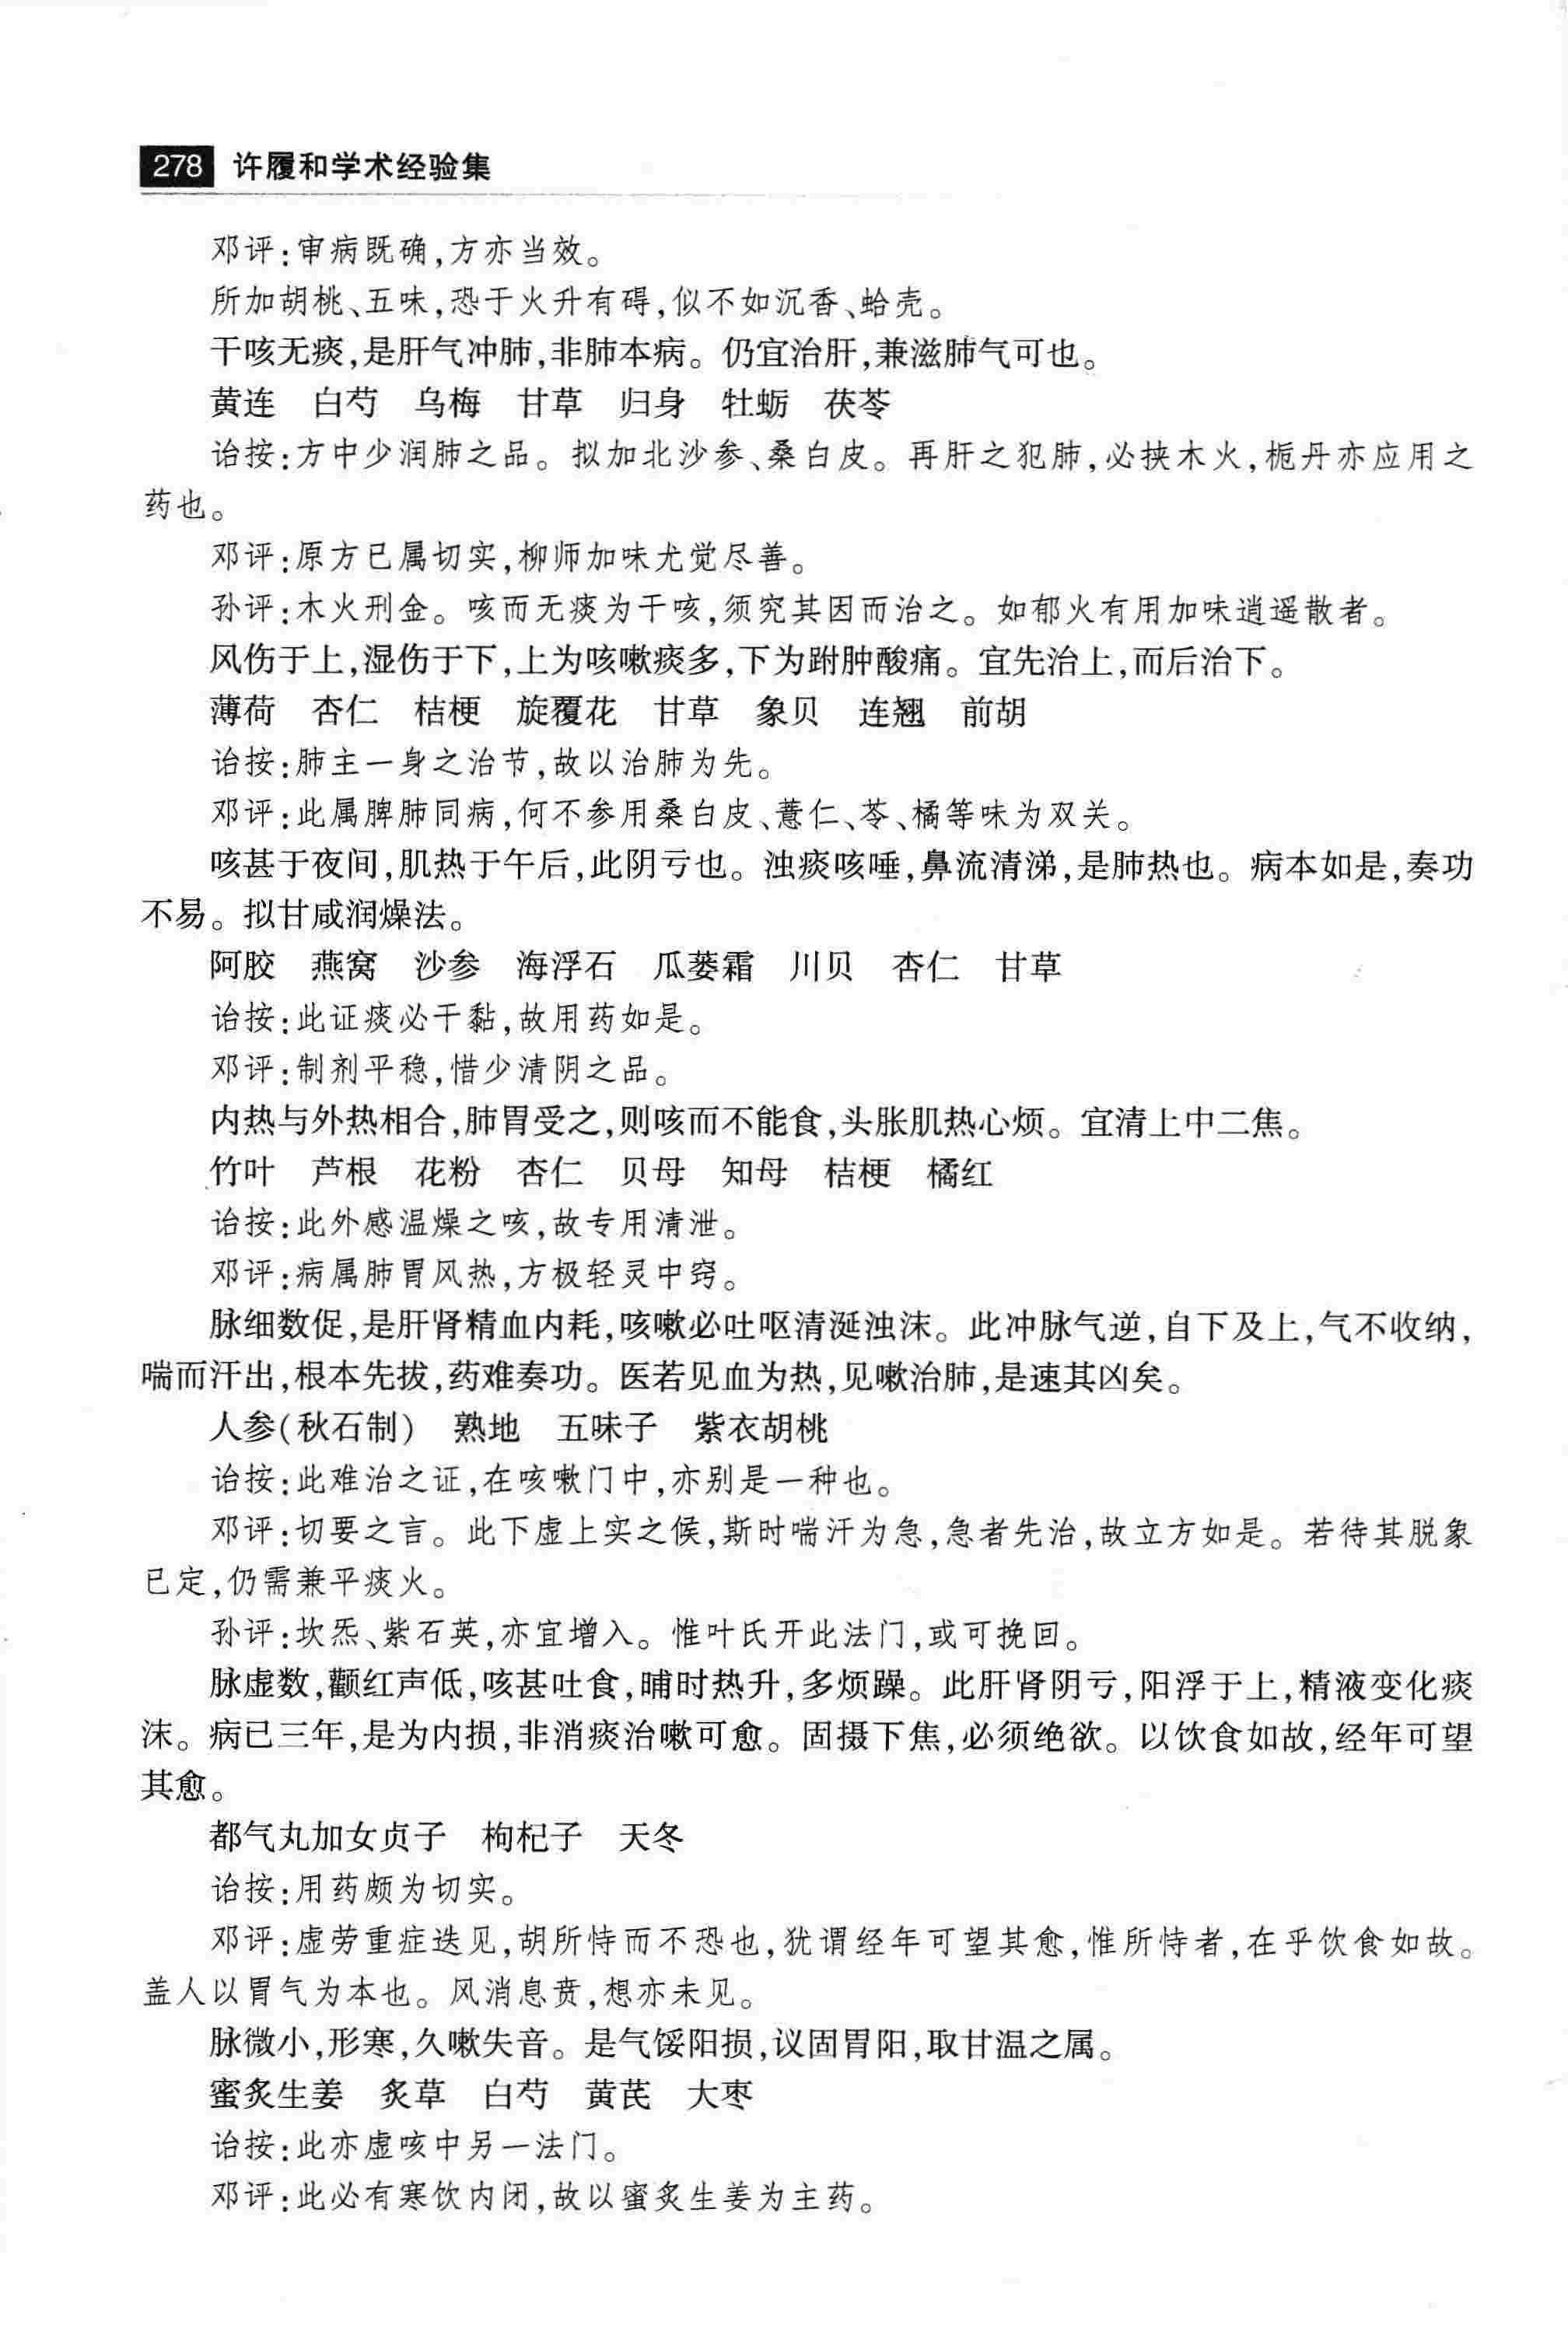 278 许履和学术经验集
邓评:审病既确,方亦当效。
所加胡桃、五味,恐于火升有碍,似不如沉香、蛤壳。
干咳无痰,是肝气冲肺,非肺本病。仍宜治肝,兼滋肺气可也。
黄连 白芍 乌梅 甘草 归身 牡蛎 茯苓
诒按:方中少润肺之品。拟加北沙参、桑白皮。再肝之犯肺,必挟木火,栀丹亦应用之
药也。
邓评:原方已属切实,柳师加味尤觉尽善。
孙评:木火刑金。咳而无痰为干咳,须究其因而治之。如郁火有用加味逍遥散者。
风伤于上,湿伤于下,上为咳嗽痰多,下为跗肿酸痛。宜先治上,而后治下。
薄荷 杏仁 桔梗 旋覆花 甘草 象贝 连翘 前胡
诒按:肺主一身之治节,故以治肺为先。
邓评:此属脾肺同病,何不参用桑白皮、薏仁、苓、橘等味为双关。
咳甚于夜间,肌热于午后,此阴亏也。浊痰咳唾,鼻流清涕,是肺热也。病本如是,奏功
不易。拟甘咸润燥法。
阿胶 燕窝 沙参 海浮石 瓜蒌霜 川贝 杏仁 甘草
诒按:此证痰必干黏,故用药如是。
邓评:制剂平稳,惜少清阴之品。
内热与外热相合,肺胃受之,则咳而不能食,头胀肌热心烦。宜清上中二焦。
竹叶 芦根 花粉 杏仁 贝母 知母 桔梗 橘红
诒按:此外感温燥之咳,故专用清泄。
邓评:病属肺胃风热,方极轻灵中窍。
脉细数促,是肝肾精血内耗,咳嗽必吐呕清涎浊沫。此冲脉气逆,自下及上,气不收纳,
喘而汗出,根本先拔,药难奏功。医若见血为热,见嗽治肺,是速其凶矣。
人参(秋石制) 熟地 五味子 紫衣胡桃
诒按:此难治之证,在咳嗽门中,亦别是一种也。
邓评:切要之言。此下虚上实之候,斯时喘汗为急,急者先治,故立方如是。若待其脱象
已定,仍需兼平痰火。
孙评:坎炁、紫石英,亦宜增入。惟叶氏开此法门,或可挽回。
脉虚数,颧红声低,咳甚吐食,晡时热升,多烦躁。此肝肾阴亏,阳浮于上,精液变化痰
沫。病已三年,是为内损,非消痰治嗽可愈。固摄下焦,必须绝欲。以饮食如故,经年可望
其愈。
都气丸加女贞子 枸杞子 天冬
诒按:用药颇为切实。
邓评:虚劳重症迭见,胡所恃而不恐也,犹谓经年可望其愈,惟所恃者,在乎饮食如故。
盖人以胃气为本也。风消息贲,想亦未见。
脉微小,形寒,久嗽失音。是气馁阳损,议固胃阳,取甘温之属。
蜜炙生姜 炙草 白芍 黄芪 大枣
诒按:此亦虚咳中另一法门。
邓评:此必有寒饮内闭,故以蜜炙生姜为主药。